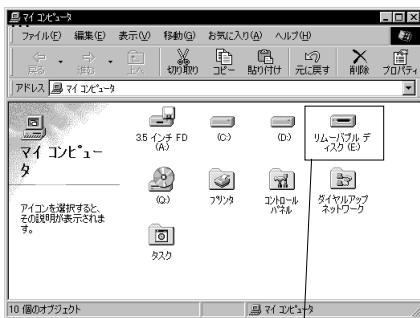 マイ コンピュータ
ファイル(F) 編集(E) 表示(V) 移動(G) お気に入り(A) ヘルプ(H)
戻る 進む 上へ 切り取り コピー 貼り付け 元に戻す 削除 プロパティ
アドレス マイ コンピュータ
マイ コンピュー
タ
アイコンを選択すると、
その説明が表示されま
す。
3.5 インチ FD
(A:)
(C:)
(D:)
リムーバブル デ
ィスク (E:)
(Q:)
プリンタ
コントロール
パネル
ダイヤルアップ
ネットワーク
タスク
10 個のオブジェクト
マイ コンピュータ